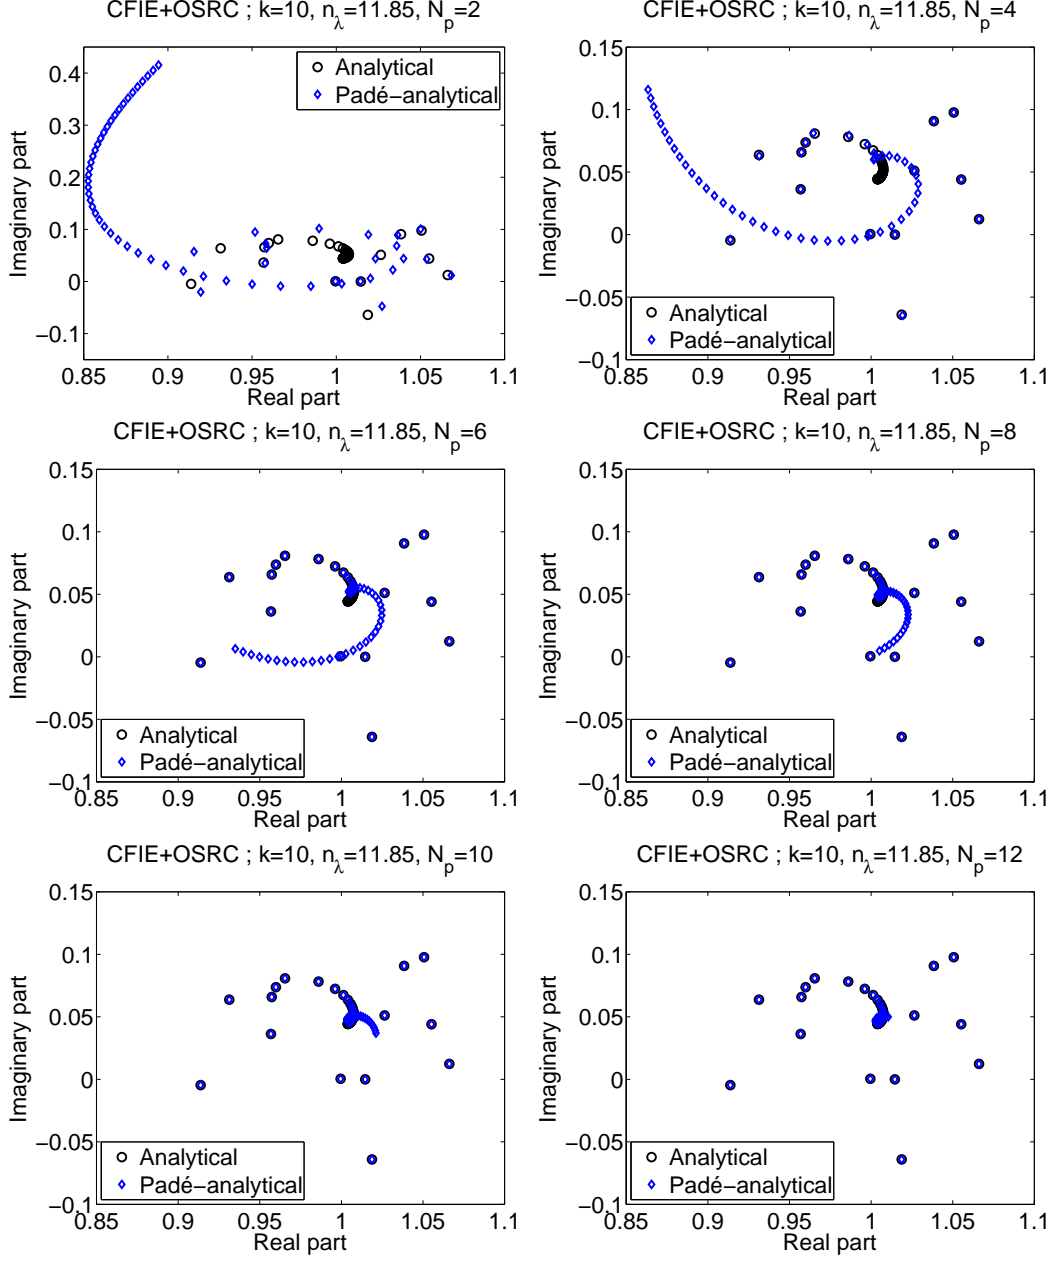 CFIE+OSRC ; k=10, nλ=11.85, Np=2
0.4
0.3
0.2
0.1
0
−0.1
Imaginary part
Analytical
Padé−analytical
0.85 0.9 0.95 1 1.05 1.1
Real part
CFIE+OSRC ; k=10, nλ=11.85, Np=4
0.15
0.1
0.05
0
−0.05
−0.1
Imaginary part
Analytical
Padé−analytical
0.85 0.9 0.95 1 1.05 1.1
Real part
CFIE+OSRC ; k=10, nλ=11.85, Np=6
0.15
0.1
0.05
0
−0.05
−0.1
Imaginary part
Analytical
Padé−analytical
0.85 0.9 0.95 1 1.05 1.1
Real part
CFIE+OSRC ; k=10, nλ=11.85, Np=8
0.15
0.1
0.05
0
−0.05
−0.1
Imaginary part
Analytical
Padé−analytical
0.85 0.9 0.95 1 1.05 1.1
Real part
CFIE+OSRC ; k=10, nλ=11.85, Np=10
0.15
0.1
0.05
0
−0.05
−0.1
Imaginary part
Analytical
Padé−analytical
0.85 0.9 0.95 1 1.05 1.1
Real part
CFIE+OSRC ; k=10, nλ=11.85, Np=12
0.15
0.1
0.05
0
−0.05
−0.1
Imaginary part
Analytical
Padé−analytical
0.85 0.9 0.95 1 1.05 1.1
Real part